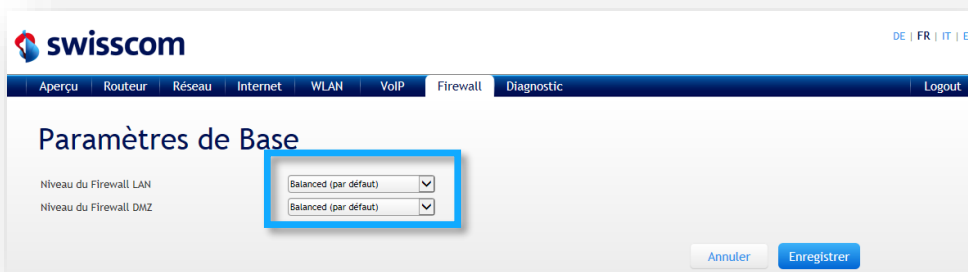 swisscom
DE | FR | IT | E
Aperçu Routeur Réseau Internet WLAN VoIP Firewall Diagnostic Logout
Paramètres de Base
Niveau du Firewall LAN Balanced (par défaut)
Niveau du Firewall DMZ Balanced (par défaut)
Annuler Enregistrer